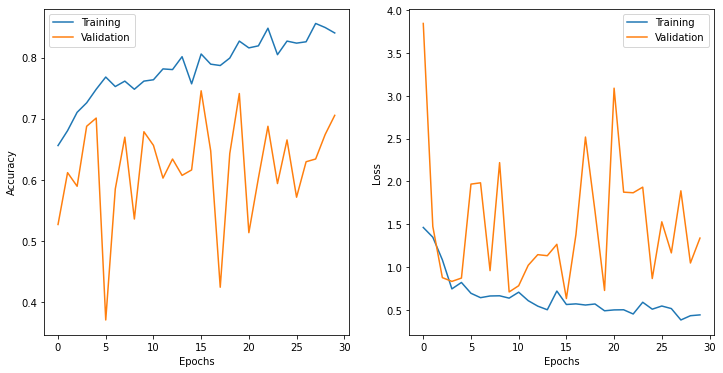 Training
Validation
0.8
0.7
0.6
0.5
0.4
Accuracy
0 5 10 15 20 25 30
Epochs
Training
Validation
4.0
3.5
3.0
2.5
2.0
1.5
1.0
0.5
Loss
0 5 10 15 20 25 30
Epochs